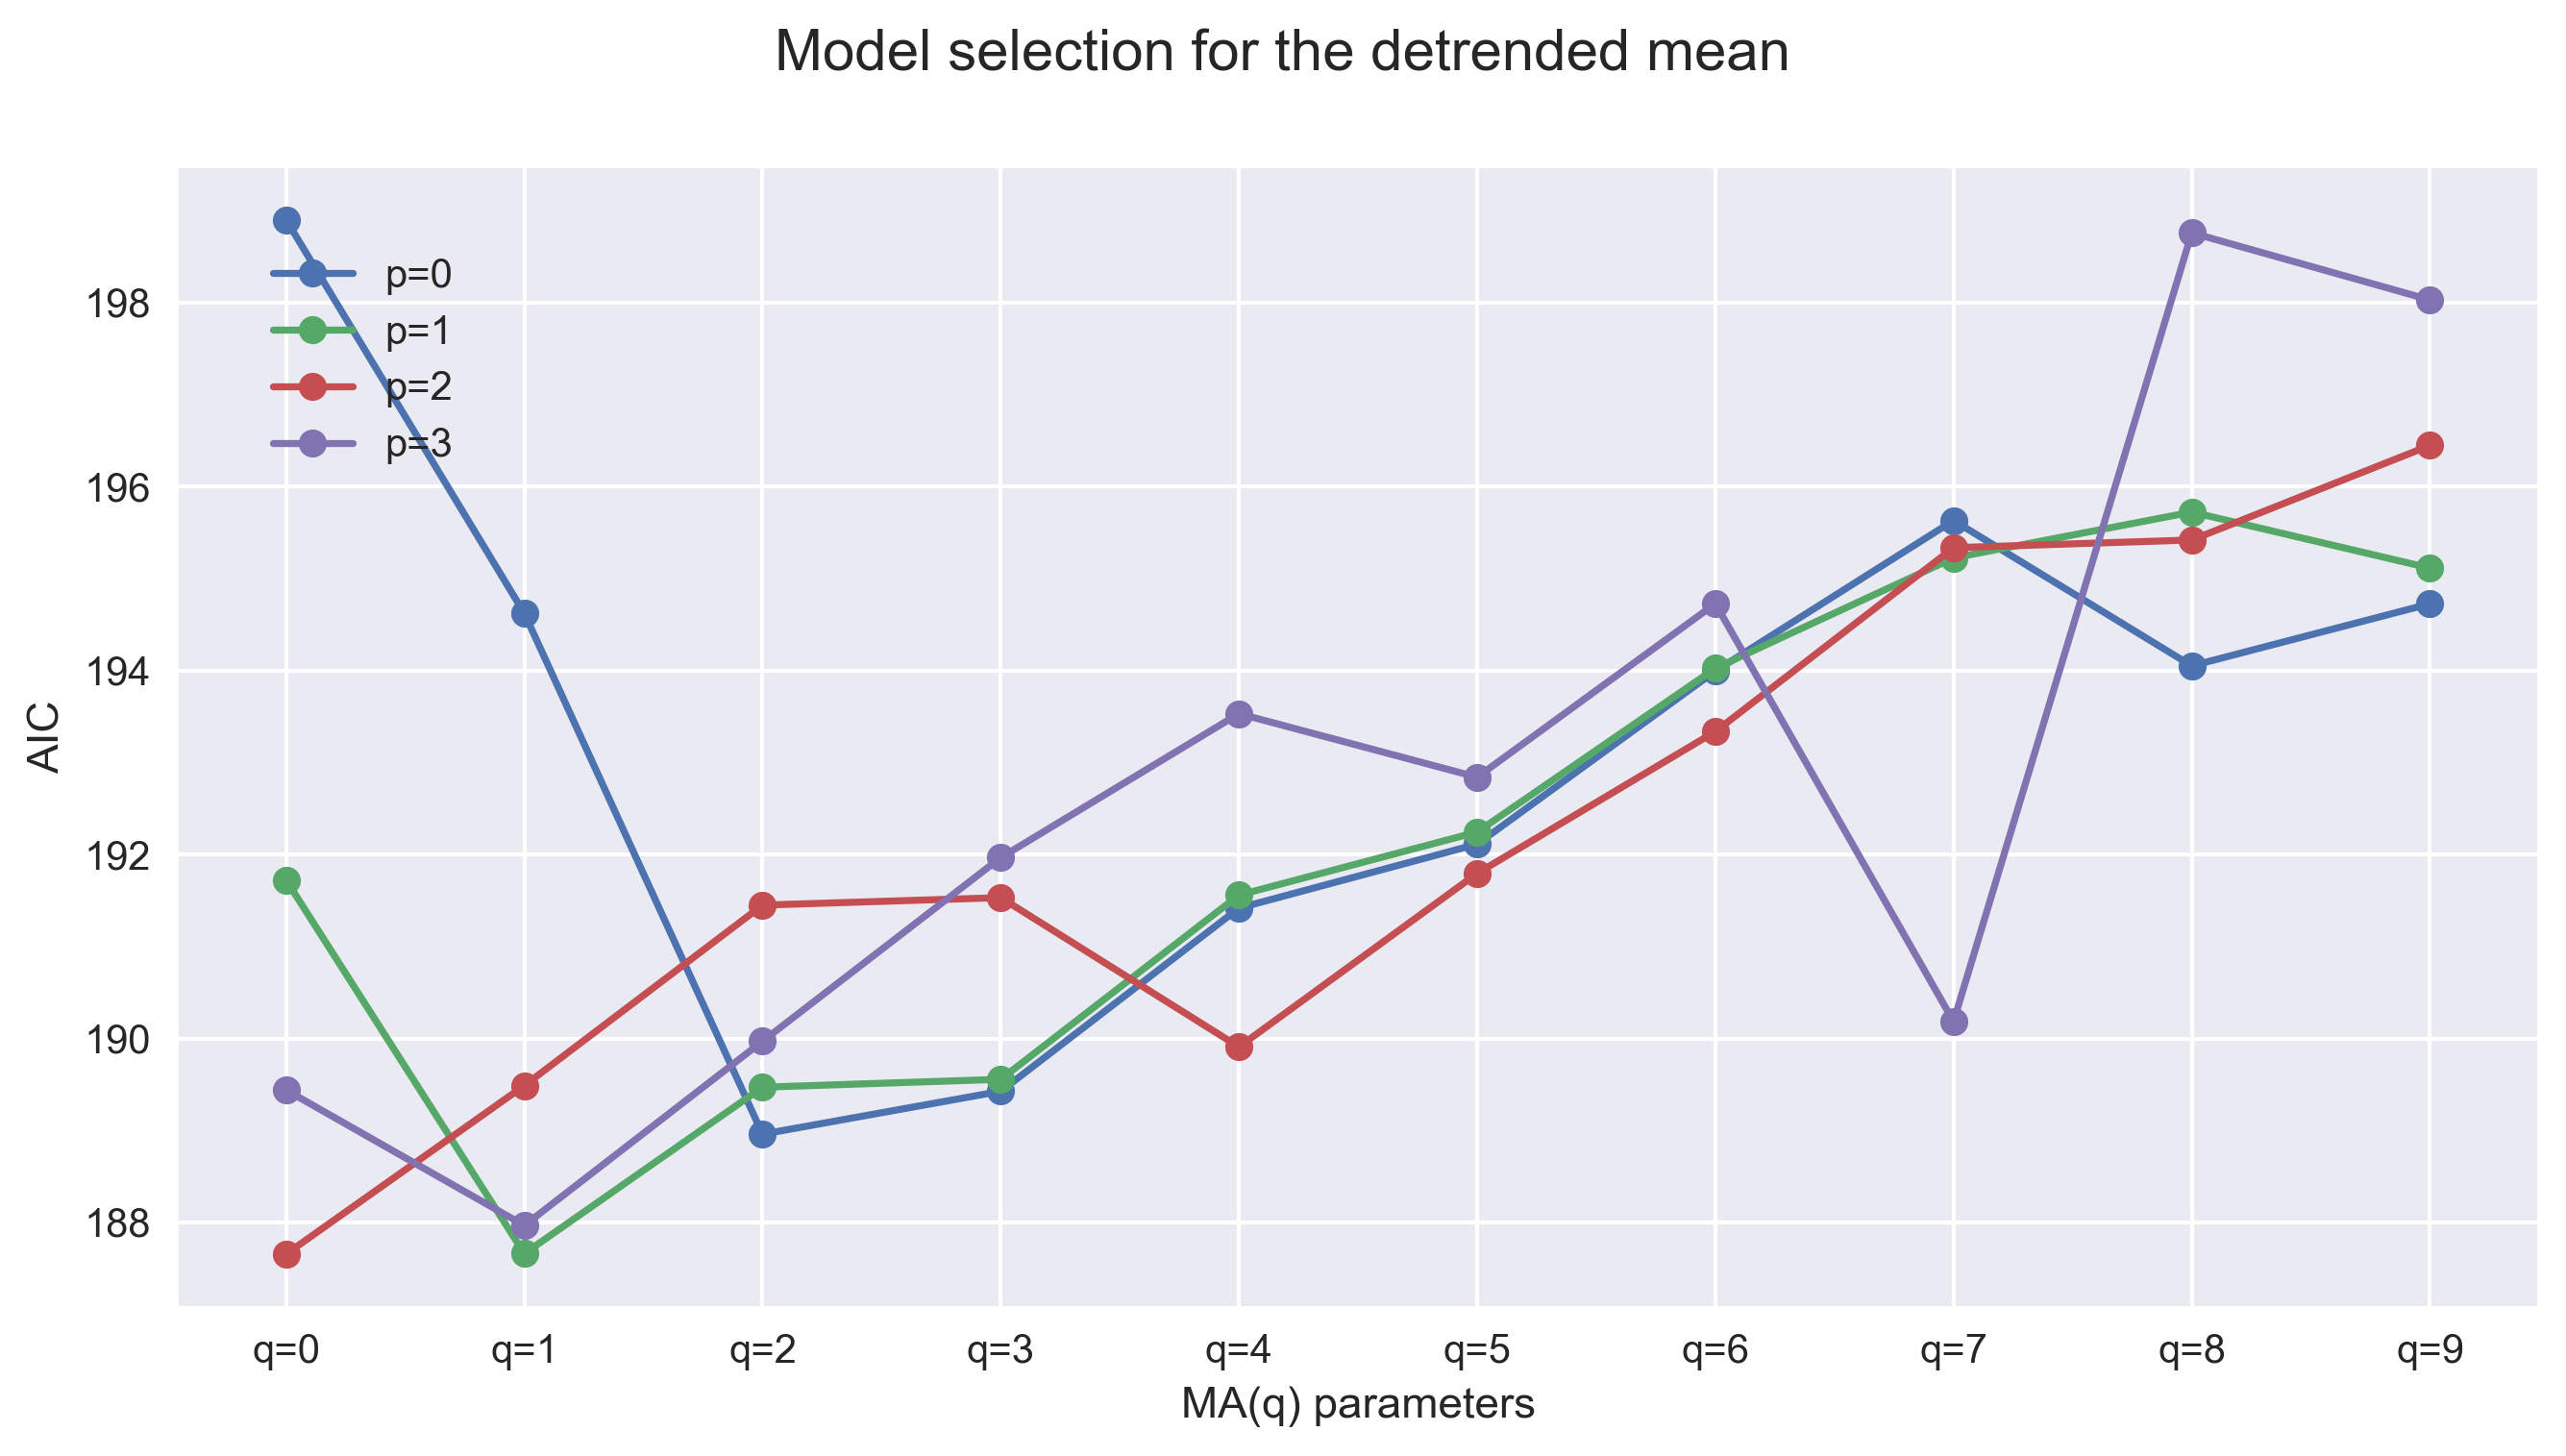 Model selection for the detrended mean
p=0
p=1
p=2
p=3
198
196
194
192
190
188
AIC
q=0 q=1 q=2 q=3 q=4 q=5 q=6 q=7 q=8 q=9
MA(q) parameters